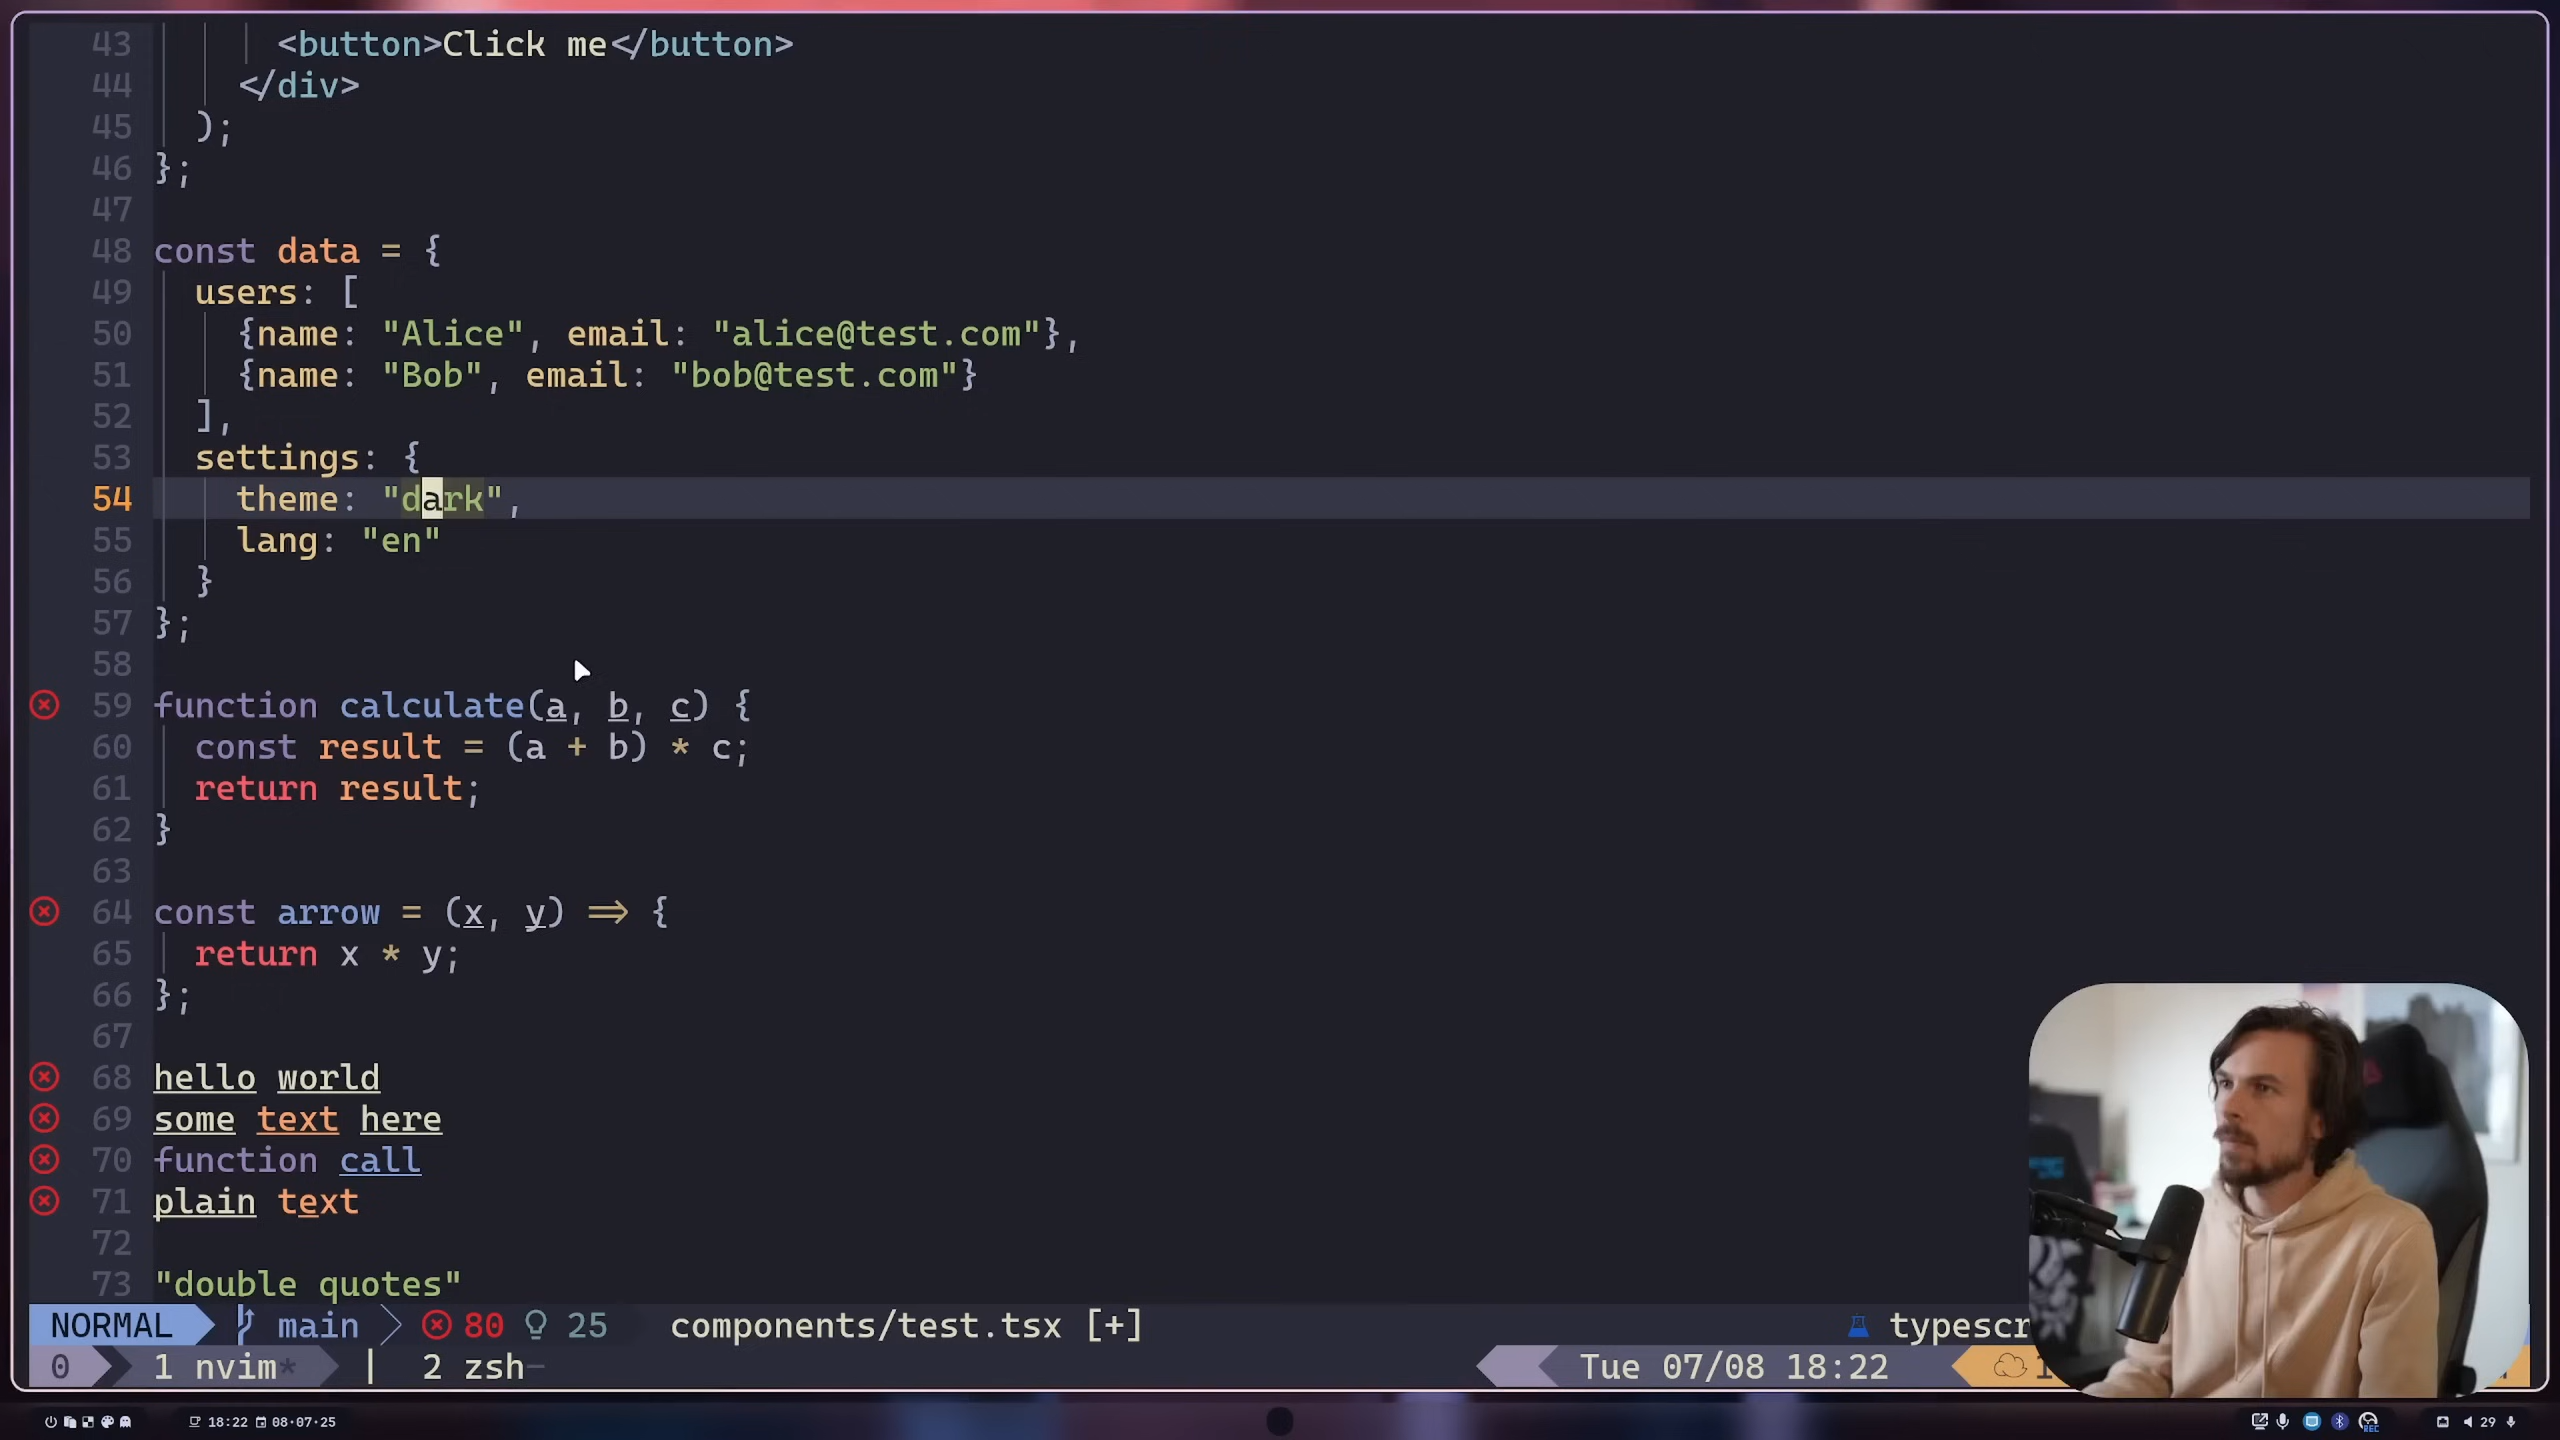 43 <button>Click me</button>
44 </div>
45 );
46 };
47
48 const data = {
49 users: [
50 {name: "Alice", email: "alice@test.com"},
51 {name: "Bob", email: "bob@test.com"}
52 ],
53 settings: {
54 theme: "dark",
55 lang: "en"
56 }
57 };
58
59 function calculate(a, b, c) {
60 const result = (a + b) * c;
61 return result;
62 }
63
64 const arrow = (x, y) => {
65 return x * y;
66 };
67
68 hello world
69 some text here
70 function call
71 plain text
72
73 "double quotes"
NORMAL main 80 25 components/test.tsx [+] typescr
0 1 nvim* | 2 zsh- Tue 07/08 18:22
18:22 08-07-25 REC 29